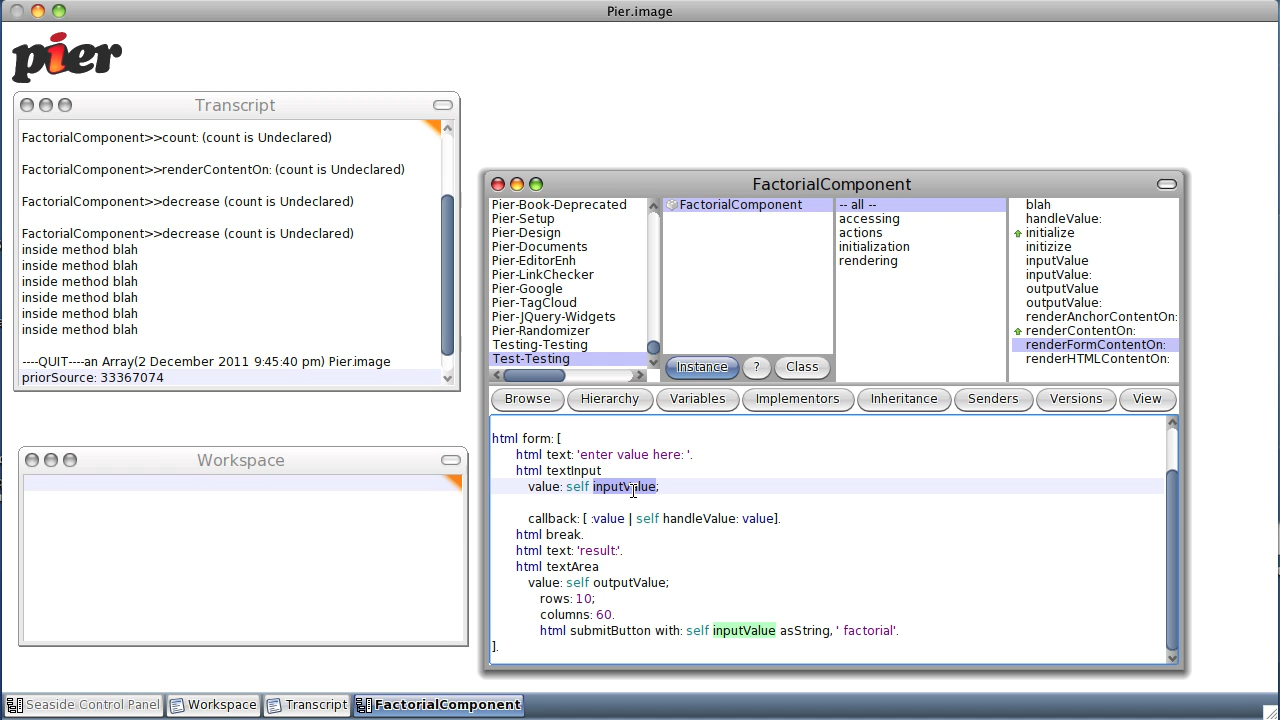 Pier.image
pier
Transcript
FactorialComponent>>count: (count is Undeclared)
FactorialComponent>>renderContentOn: (count is Undeclared)
FactorialComponent>>decrease (count is Undeclared)
FactorialComponent>>decrease (count is Undeclared)
inside method blah
inside method blah
inside method blah
inside method blah
inside method blah
inside method blah
----QUIT----an Array(2 December 2011 9:45:40 pm) Pier.image
priorSource: 33367074
Workspace
FactorialComponent
Pier-Book-Deprecated
Pier-Setup
Pier-Design
Pier-Documents
Pier-EditorEnh
Pier-LinkChecker
Pier-Google
Pier-TagCloud
Pier-JQuery-Widgets
Pier-Randomizer
Testing-Testing
Test-Testing
FactorialComponent
Instance ? Class
-- all --
accessing
actions
initialization
rendering
blah
handleValue:
initialize
initizize
inputValue
inputValue:
outputValue
outputValue:
renderAnchorContentOn:
renderContentOn:
renderFormContentOn:
renderHTMLContentOn:
Browse Hierarchy Variables Implementors Inheritance Senders Versions View
html form: [
html text: 'enter value here: '.
html textInput
value: self inputValue;
callback: [ :value | self handleValue: value].
html break.
html text: 'result:'.
html textArea
value: self outputValue;
rows: 10;
columns: 60.
html submitButton with: self inputValue asString, ' factorial'.
].
Seaside Control Panel Workspace Transcript FactorialComponent